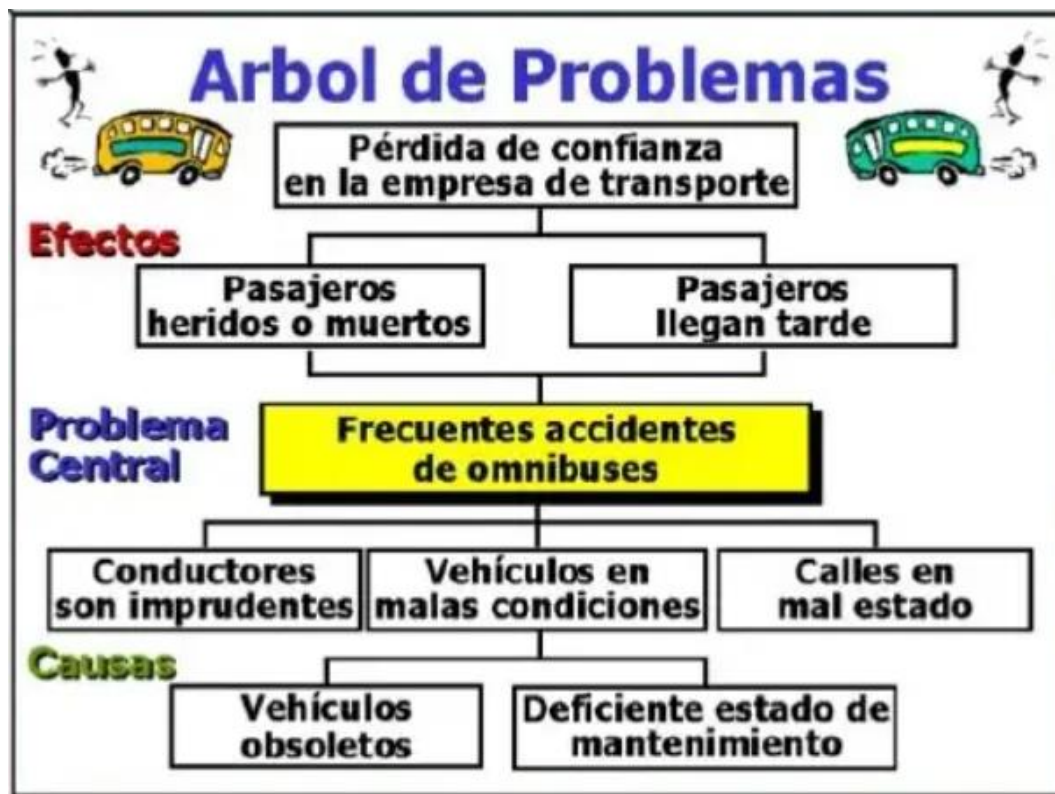 Arbol de Problemas
Pérdida de confianza
en la empresa de transporte
Efectos
Pasajeros
heridos o muertos
Pasajeros
llegan tarde
Problema
Central
Frecuentes accidentes
de omnibuses
Conductores
son imprudentes
Vehículos en
malas condiciones
Calles en
mal estado
Causas
Vehículos
obsoletos
Deficiente estado de
mantenimiento